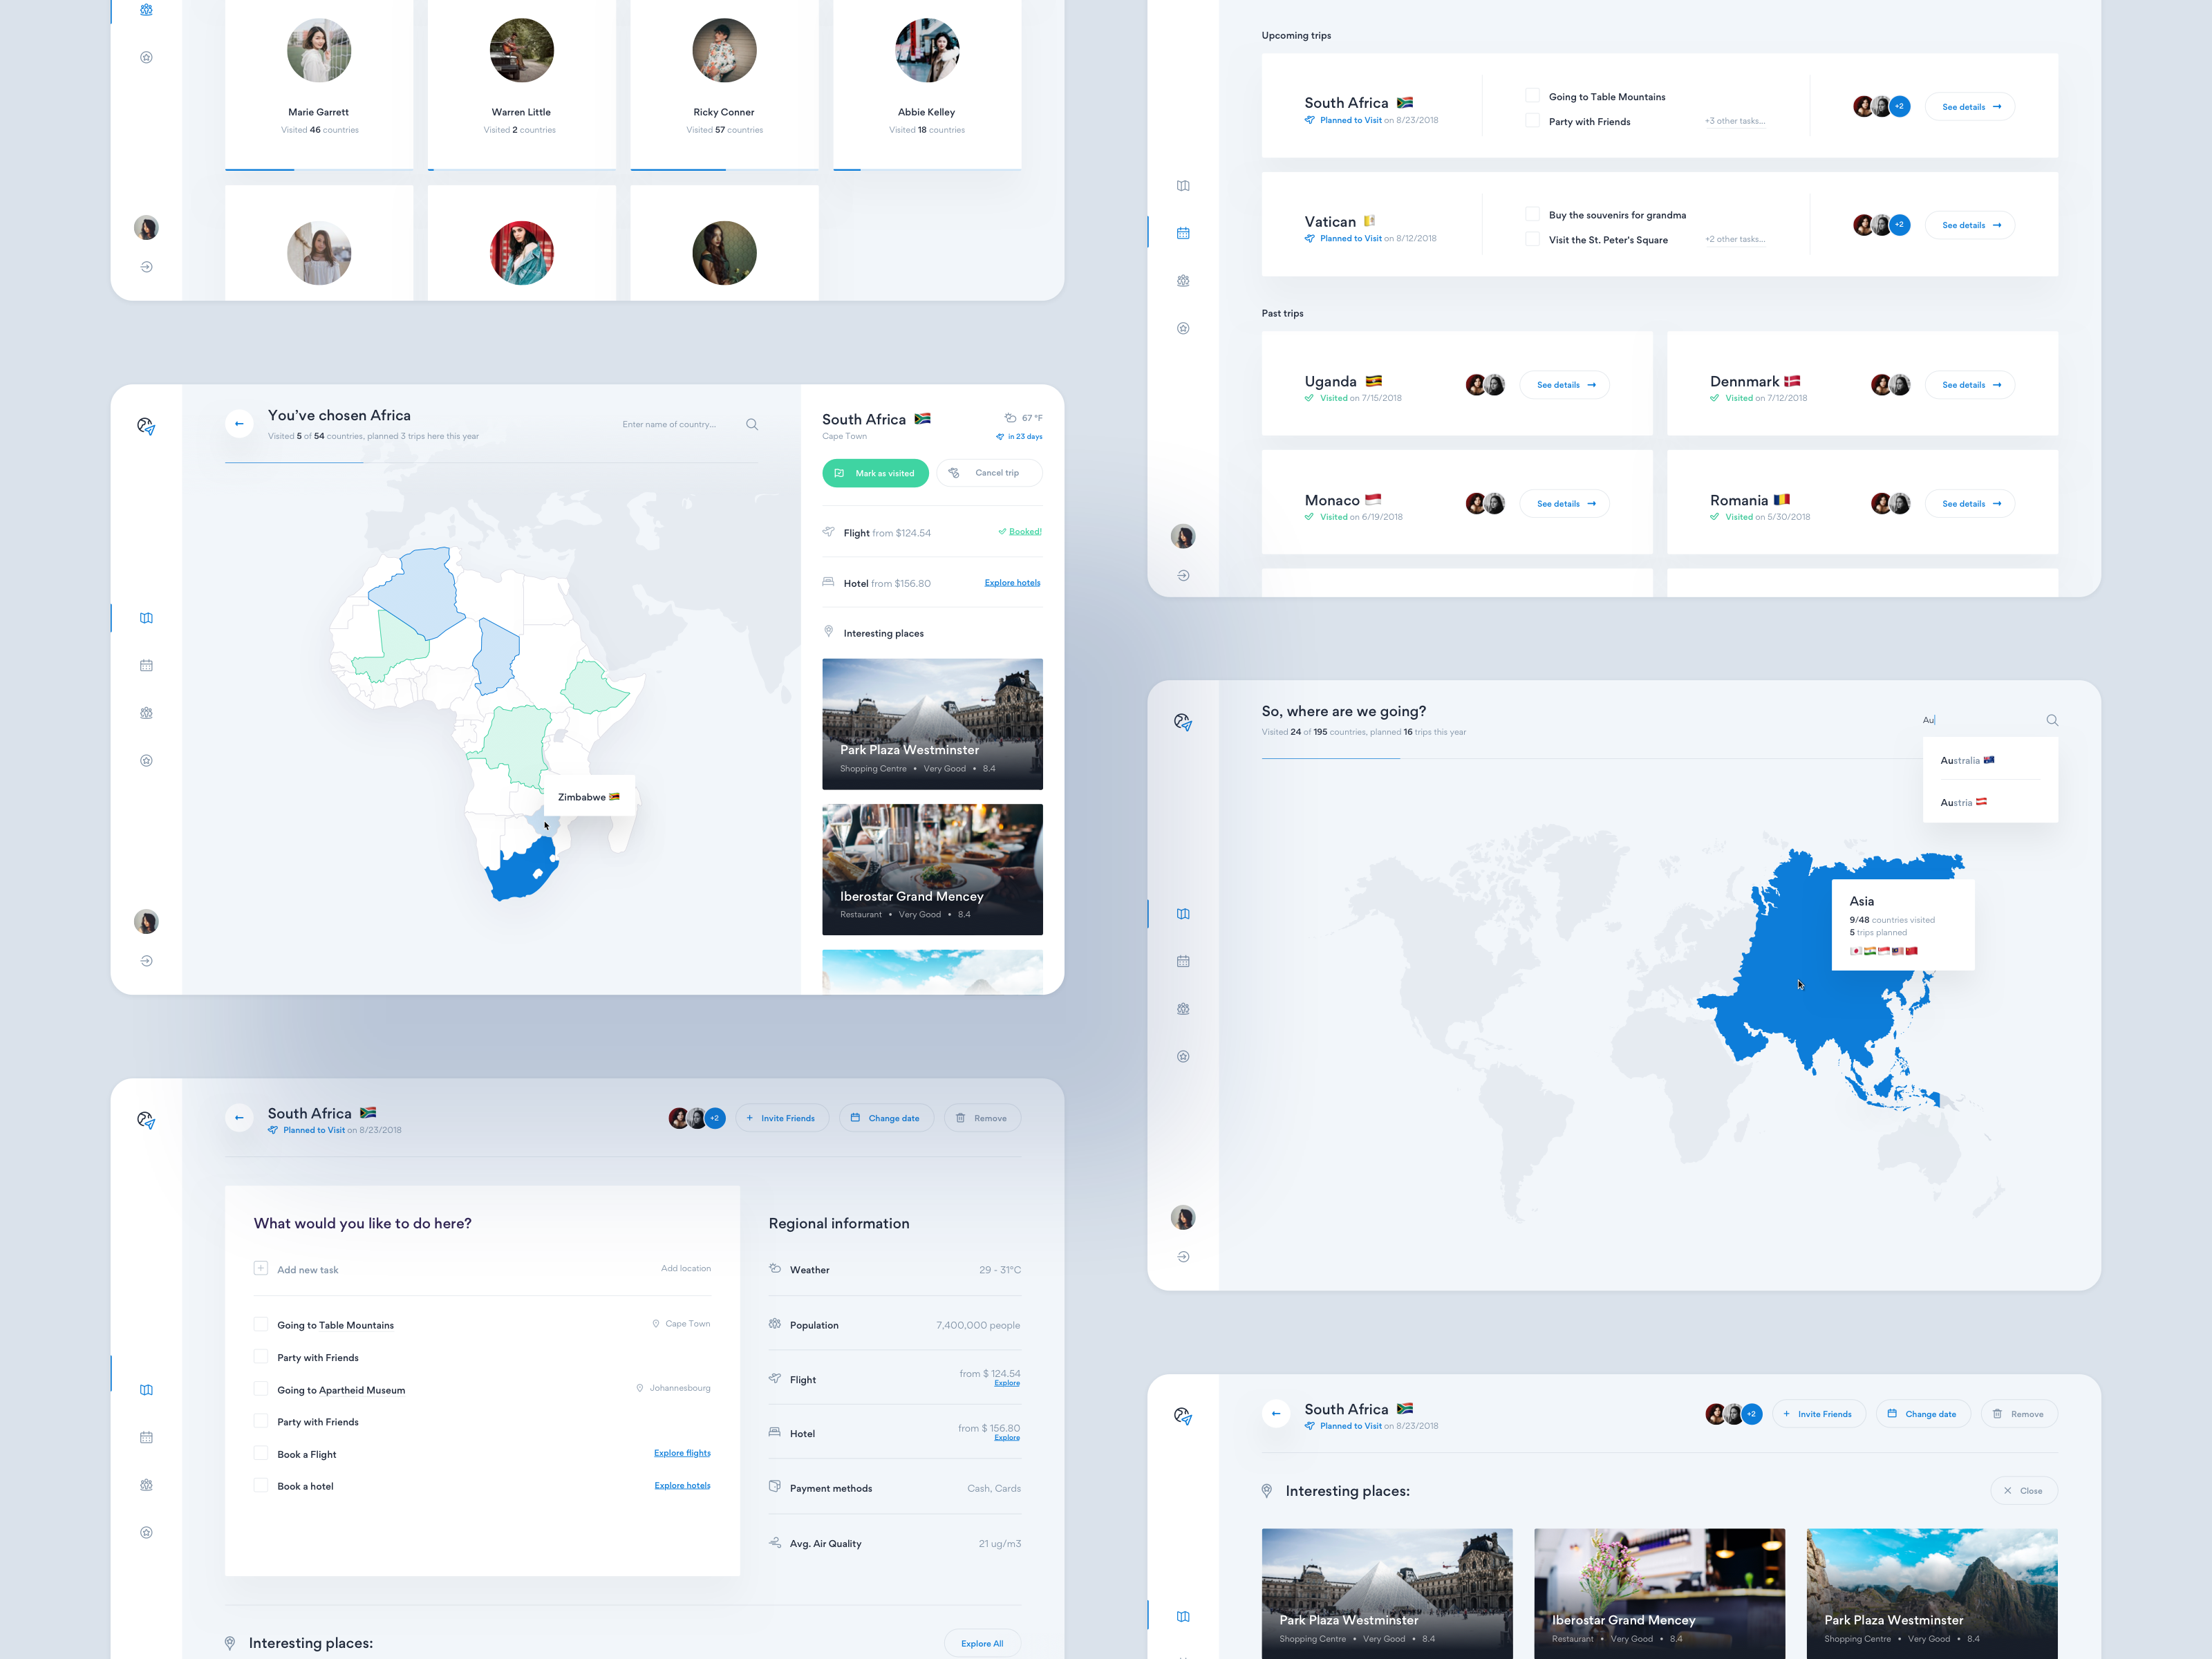 Marie Garrett
Visited 46 countries
Warren Little
Visited 2 countries
Ricky Conner
Visited 57 countries
Abbie Kelley
Visited 18 countries
You've chosen Africa
Visited 5 of 54 countries, planned 3 trips here this year
Enter name of country...
Zimbabwe
South Africa
67 °F
Cape Town
in 23 days
Mark as visited
Cancel trip
Flight from $124.54
Booked!
Hotel from $156.80
Explore hotels
Interesting places
Park Plaza Westminster
Shopping Centre • Very Good • 8.4
Iberostar Grand Mencey
Restaurant • Very Good • 8.4
South Africa
Planned to Visit on 8/23/2018
+2
+ Invite Friends
Change date
Remove
What would you like to do here?
Add new task
Add location
Going to Table Mountains
Cape Town
Party with Friends
Going to Apartheid Museum
Johannesbourg
Party with Friends
Book a Flight
Explore flights
Book a hotel
Explore hotels
Regional information
Weather
29 - 31°C
Population
7,400,000 people
Flight
from $ 124.54
Explore
Hotel
from $ 156.80
Explore
Payment methods
Cash, Cards
Avg. Air Quality
21 ug/m3
Interesting places:
Explore All
Upcoming trips
South Africa
Planned to Visit on 8/23/2018
Going to Table Mountains
Party with Friends
+3 other tasks...
+2
See details
Vatican
Planned to Visit on 8/12/2018
Buy the souvenirs for grandma
Visit the St. Peter's Square
+2 other tasks...
+2
See details
Past trips
Uganda
Visited on 7/15/2018
See details
Dennmark
Visited on 7/12/2018
See details
Monaco
Visited on 6/19/2018
See details
Romania
Visited on 5/30/2018
See details
So, where are we going?
Visited 24 of 195 countries, planned 16 trips this year
Au
Australia
Austria
Asia
9/48 countries visited
5 trips planned
South Africa
Planned to Visit on 8/23/2018
+2
+ Invite Friends
Change date
Remove
Interesting places:
Close
Park Plaza Westminster
Shopping Centre • Very Good • 8.4
Iberostar Grand Mencey
Restaurant • Very Good • 8.4
Park Plaza Westminster
Shopping Centre • Very Good • 8.4